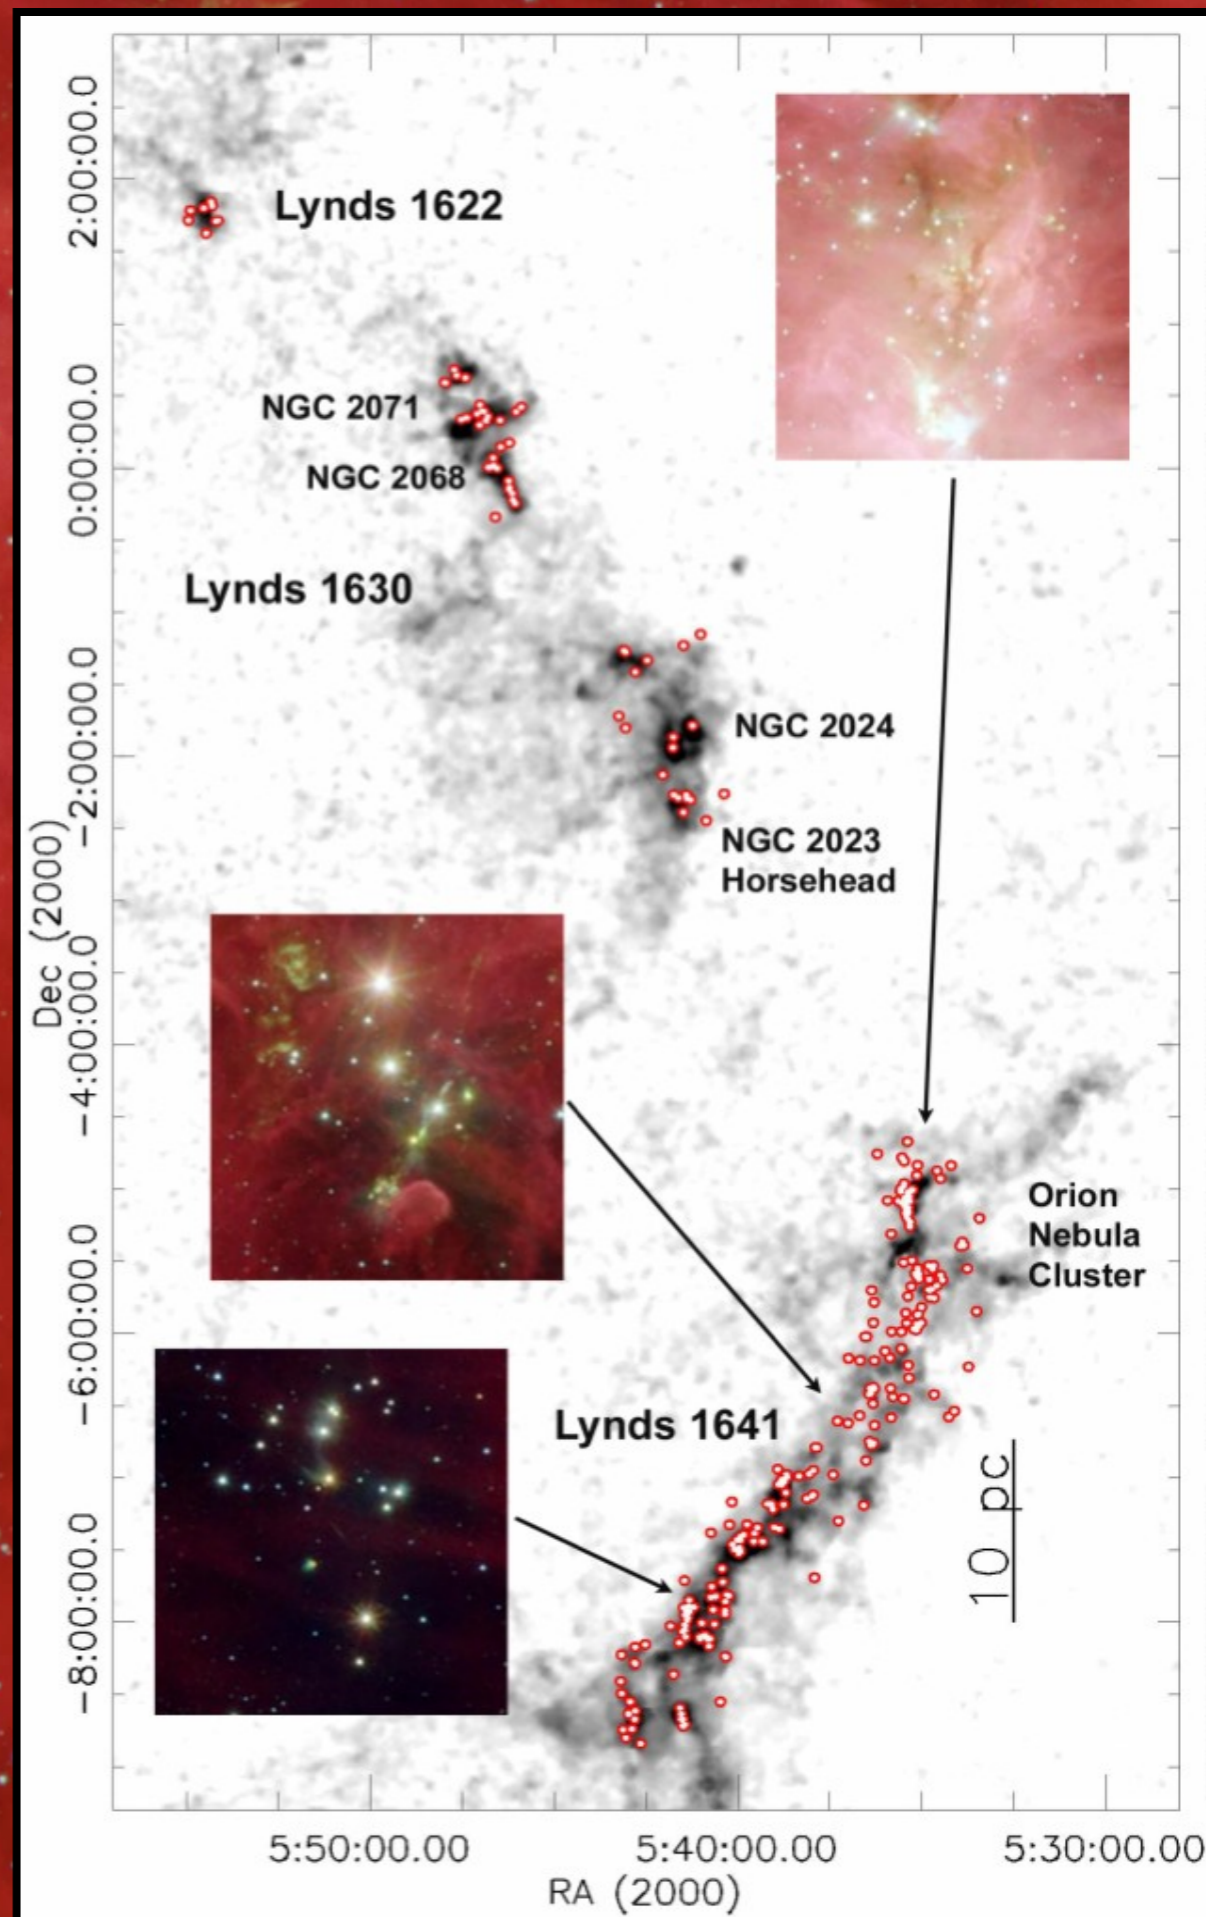 2:00:00.0
Lynds 1622
NGC 2071
0:00:00.0
NGC 2068
Lynds 1630
-2:00:00.0
NGC 2024
NGC 2023
Horsehead
Dec (2000)
-4:00:00.0
Orion
Nebula
Cluster
-6:00:00.0
Lynds 1641
10 pc
-8:00:00.0
5:50:00.00 5:40:00.00 5:30:00.00
RA (2000)